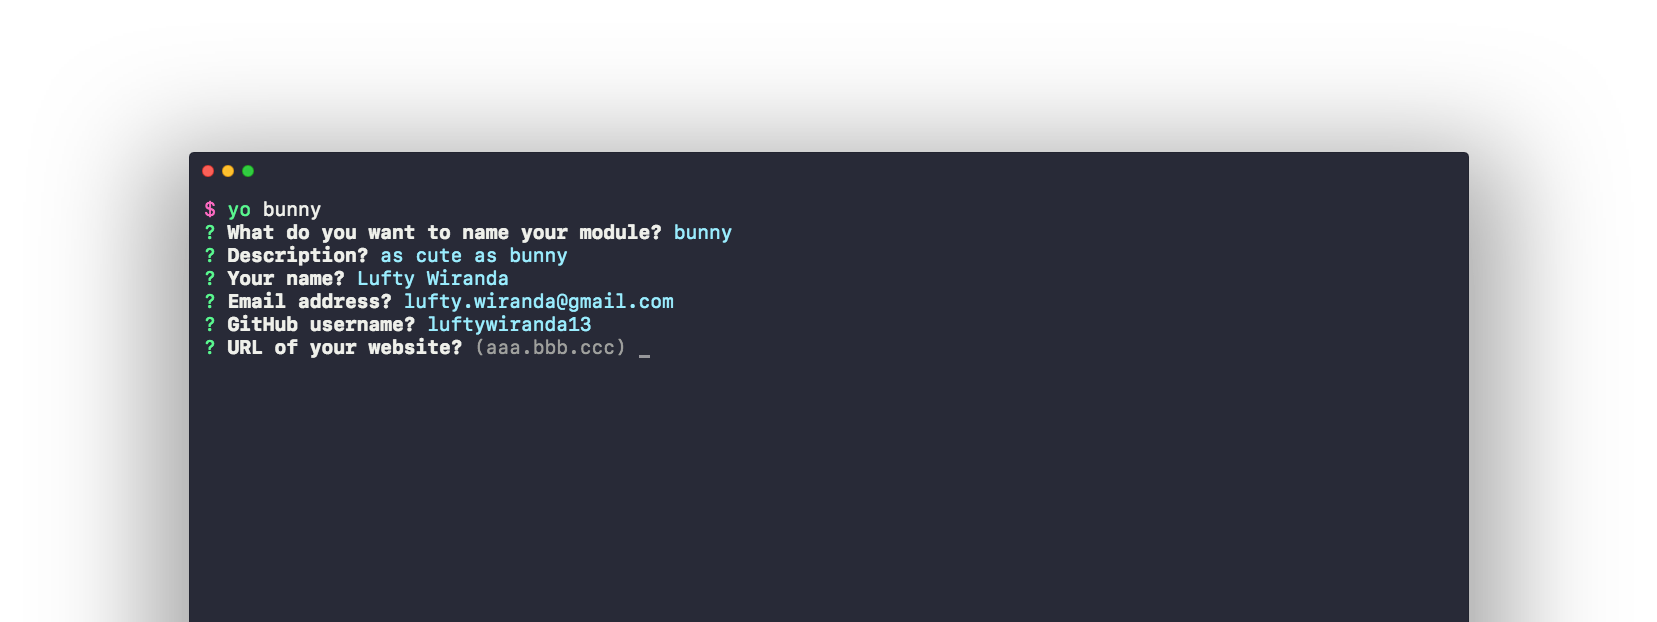 $ yo bunny
? What do you want to name your module? bunny
? Description? as cute as bunny
? Your name? Lufty Wiranda
? Email address? lufty.wiranda@gmail.com
? GitHub username? luftywiranda13
? URL of your website? (aaa.bbb.ccc) _